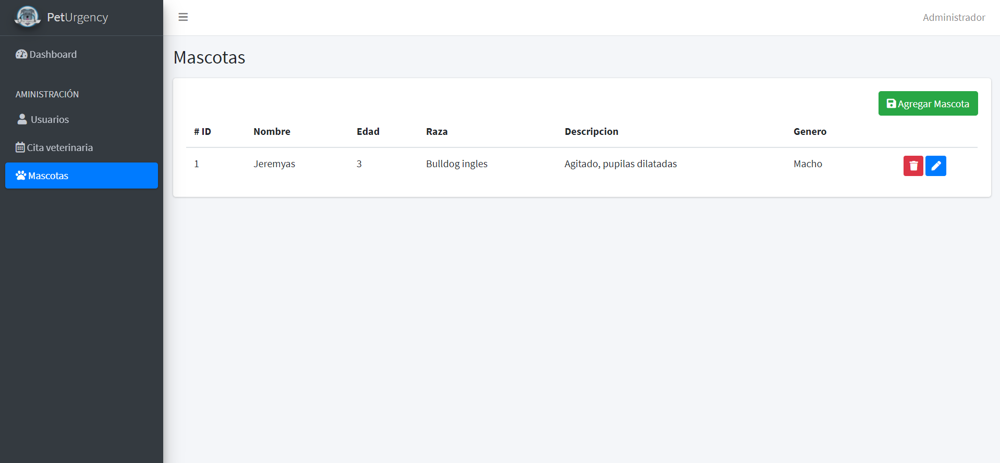 PetUrgency
Administrador
Dashboard
AMINISTRACIÓN
Usuarios
Cita veterinaria
Mascotas
Mascotas
Agregar Mascota
# ID Nombre Edad Raza Descripcion Genero
1 Jeremyas 3 Bulldog ingles Agitado, pupilas dilatadas Macho